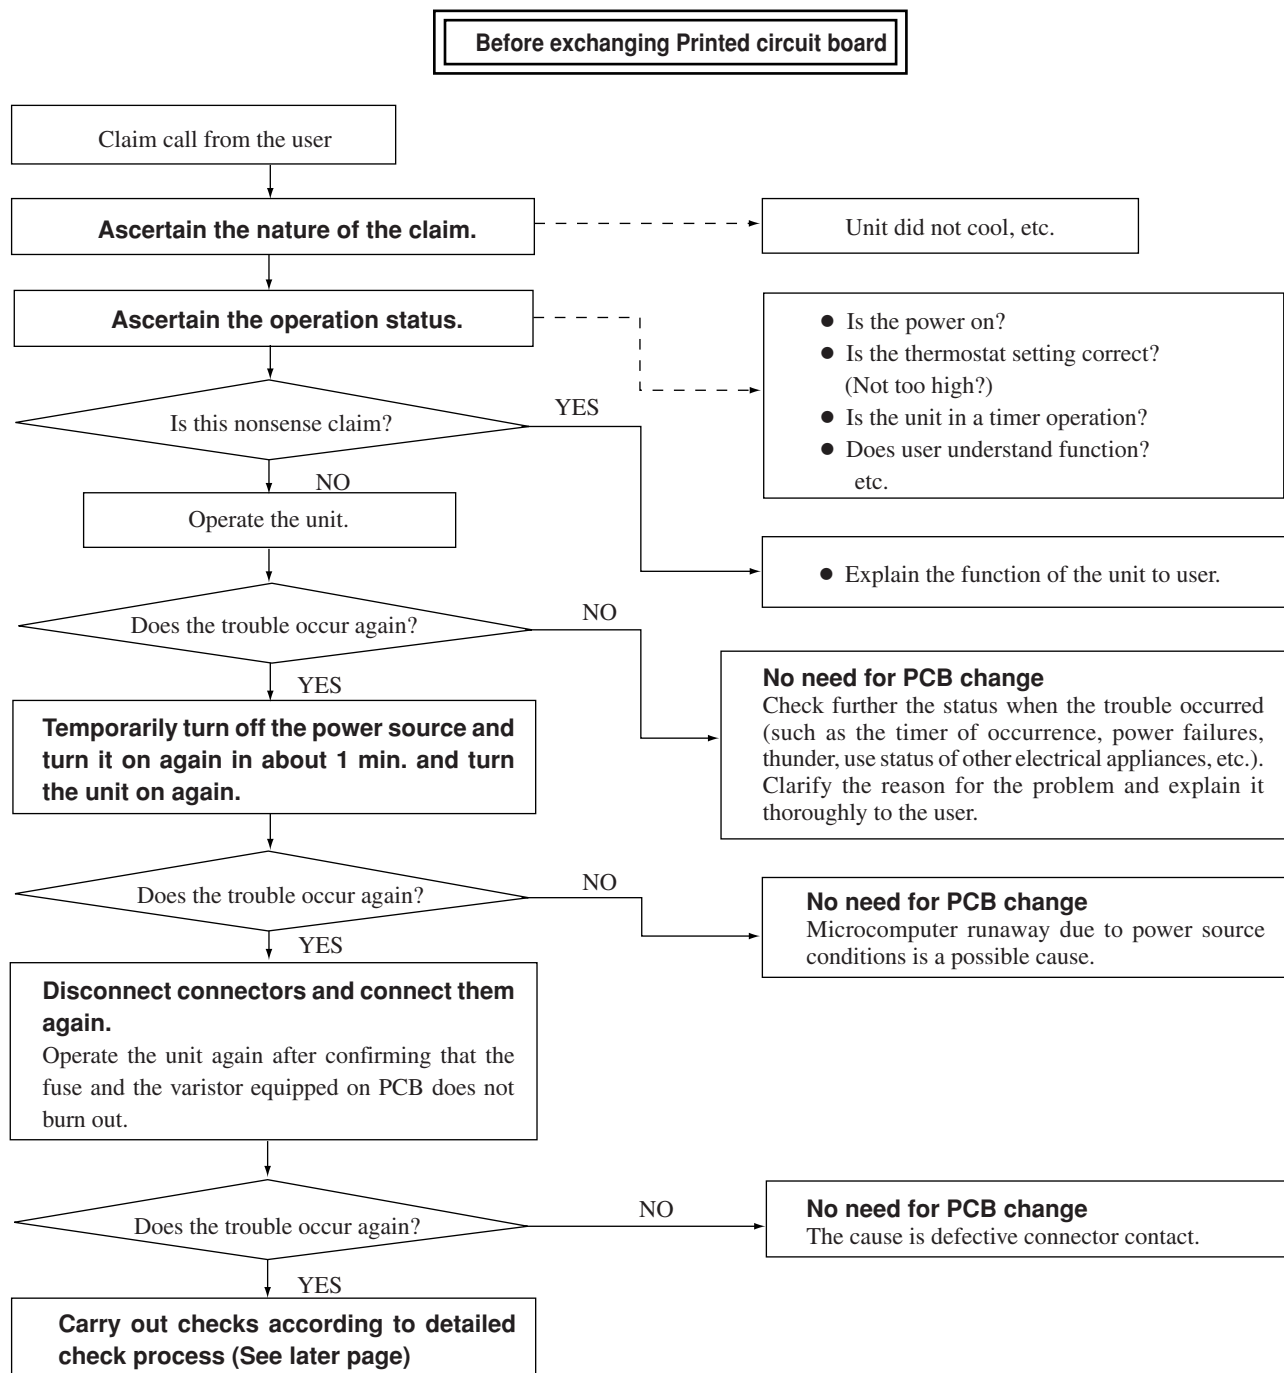 Before exchanging Printed circuit board
Claim call from the user
Ascertain the nature of the claim.
Unit did not cool, etc.
Ascertain the operation status.
● Is the power on?
● Is the thermostat setting correct?
(Not too high?)
● Is the unit in a timer operation?
● Does user understand function?
etc.
Is this nonsense claim?
YES
NO
Operate the unit.
● Explain the function of the unit to user.
Does the trouble occur again?
NO
YES
No need for PCB change
Check further the status when the trouble occurred
(such as the timer of occurrence, power failures,
thunder, use status of other electrical appliances, etc.).
Clarify the reason for the problem and explain it
thoroughly to the user.
Temporarily turn off the power source and
turn it on again in about 1 min. and turn
the unit on again.
Does the trouble occur again?
NO
YES
No need for PCB change
Microcomputer runaway due to power source
conditions is a possible cause.
Disconnect connectors and connect them
again.
Operate the unit again after confirming that the
fuse and the varistor equipped on PCB does not
burn out.
Does the trouble occur again?
NO
YES
No need for PCB change
The cause is defective connector contact.
Carry out checks according to detailed
check process (See later page)